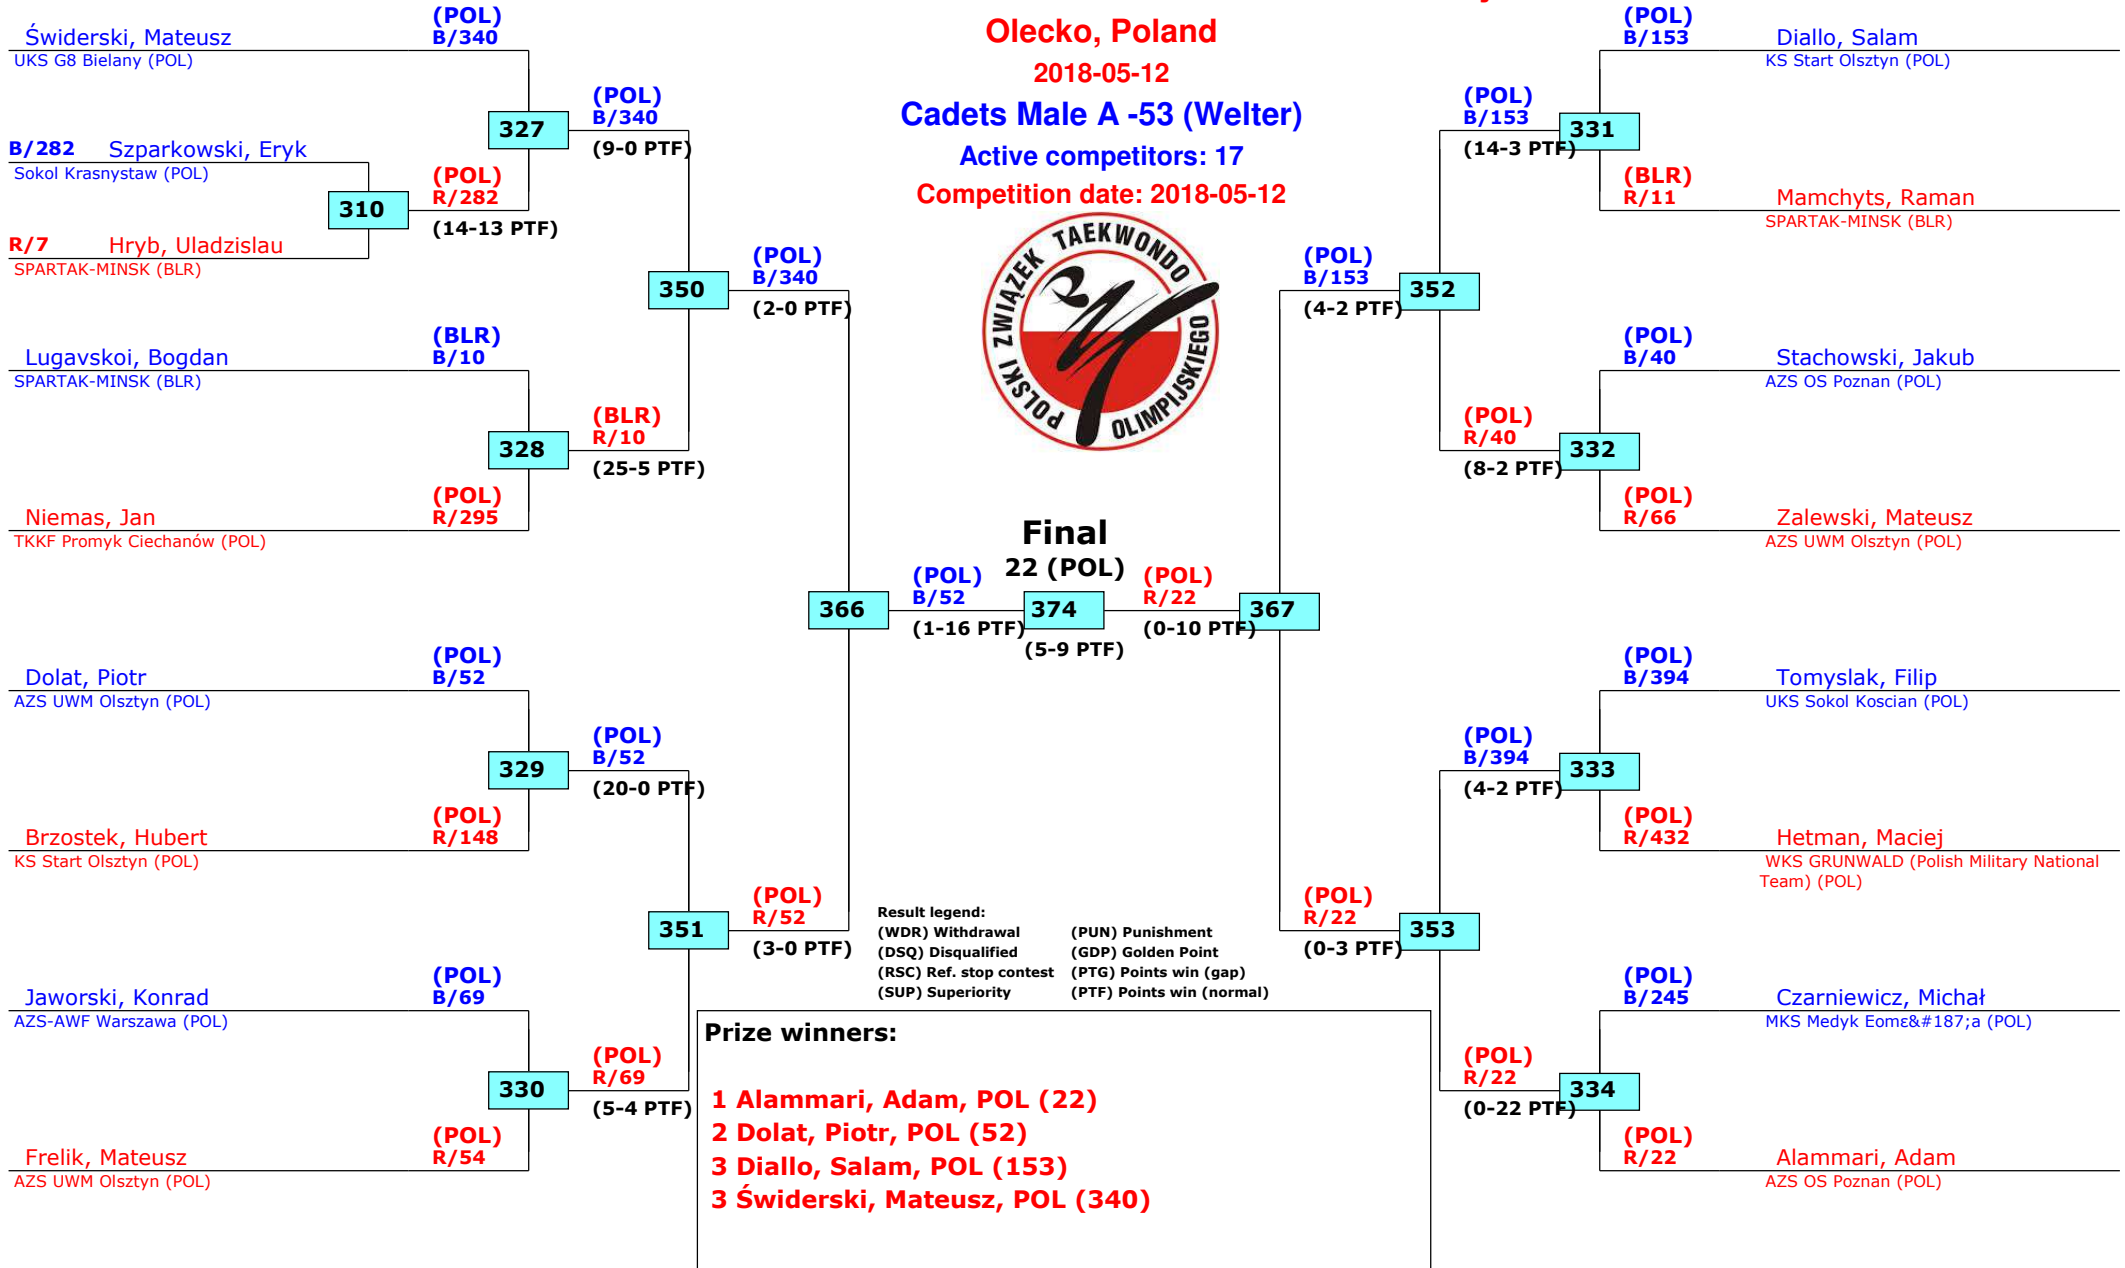 Olecko, Poland
2018-05-12
Cadets Male A -53 (Welter)
Active competitors: 17
Competition date: 2018-05-12
POLSKI ZWIĄZEK TAEKWONDO OLIMPIJSKIEGO
(POL)
Świderski, Mateusz B/340
UKS G8 Bielany (POL)
327
(POL)
B/340
(9-0 PTF)
B/282 Szparkowski, Eryk
Sokol Krasnystaw (POL)
310
(POL)
R/282
(14-13 PTF)
R/7 Hryb, Uladzislau
SPARTAK-MINSK (BLR)
350
(POL)
B/340
(2-0 PTF)
(BLR)
Lugavskoi, Bogdan B/10
SPARTAK-MINSK (BLR)
328
(BLR)
R/10
(25-5 PTF)
(POL)
Niemas, Jan R/295
TKKF Promyk Ciechanów (POL)
366
(POL)
B/52
(1-16 PTF)
(POL)
Dolat, Piotr B/52
AZS UWM Olsztyn (POL)
329
(POL)
B/52
(20-0 PTF)
(POL)
Brzostek, Hubert R/148
KS Start Olsztyn (POL)
351
(POL)
R/52
(3-0 PTF)
(POL)
Jaworski, Konrad B/69
AZS-AWF Warszawa (POL)
330
(POL)
R/69
(5-4 PTF)
(POL)
Frelik, Mateusz R/54
AZS UWM Olsztyn (POL)
Final
22 (POL)
374
(5-9 PTF)
(POL)
R/22
(0-10 PTF)
367
(POL)
B/153 Diallo, Salam
KS Start Olsztyn (POL)
(POL)
B/153
331
(14-3 PTF)
(BLR)
R/11 Mamchyts, Raman
SPARTAK-MINSK (BLR)
(POL)
B/153
352
(4-2 PTF)
(POL)
B/40 Stachowski, Jakub
AZS OS Poznan (POL)
(POL)
R/40
332
(8-2 PTF)
(POL)
R/66 Zalewski, Mateusz
AZS UWM Olsztyn (POL)
(POL)
B/394 Tomyslak, Filip
UKS Sokol Koscian (POL)
(POL)
B/394
333
(4-2 PTF)
(POL)
R/432 Hetman, Maciej
WKS GRUNWALD (Polish Military National
Team) (POL)
(POL)
R/22
353
(0-3 PTF)
(POL)
B/245 Czarniewicz, Michał
MKS Medyk Eomε&#187;a (POL)
(POL)
R/22
334
(0-22 PTF)
(POL)
R/22 Alammari, Adam
AZS OS Poznan (POL)
Result legend:
(WDR) Withdrawal (PUN) Punishment
(DSQ) Disqualified (GDP) Golden Point
(RSC) Ref. stop contest (PTG) Points win (gap)
(SUP) Superiority (PTF) Points win (normal)
Prize winners:
1 Alammari, Adam, POL (22)
2 Dolat, Piotr, POL (52)
3 Diallo, Salam, POL (153)
3 Świderski, Mateusz, POL (340)